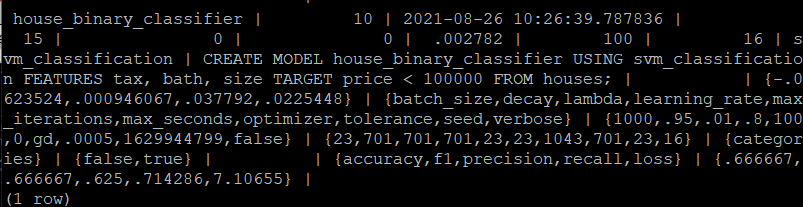 house_binary_classifier | 10 | 2021-08-26 10:26:39.787836 |
15 | 0 | 0 | .002782 | 100 | 16 | s
vm_classification | CREATE MODEL house_binary_classifier USING svm_classificatio
n FEATURES tax, bath, size TARGET price < 100000 FROM houses; | | {-.0
623524,.000946067,.037792,.0225448} | {batch_size,decay,lambda,learning_rate,max
_iterations,max_seconds,optimizer,tolerance,seed,verbose} | {1000,.95,.01,.8,100
,0,gd,.0005,1629944799,false} | {23,701,701,701,23,23,1043,701,23,16} | {categor
ies} | {false,true} | | {accuracy,f1,precision,recall,loss} | {.666667,
.666667,.625,.714286,7.10655} |
(1 row)